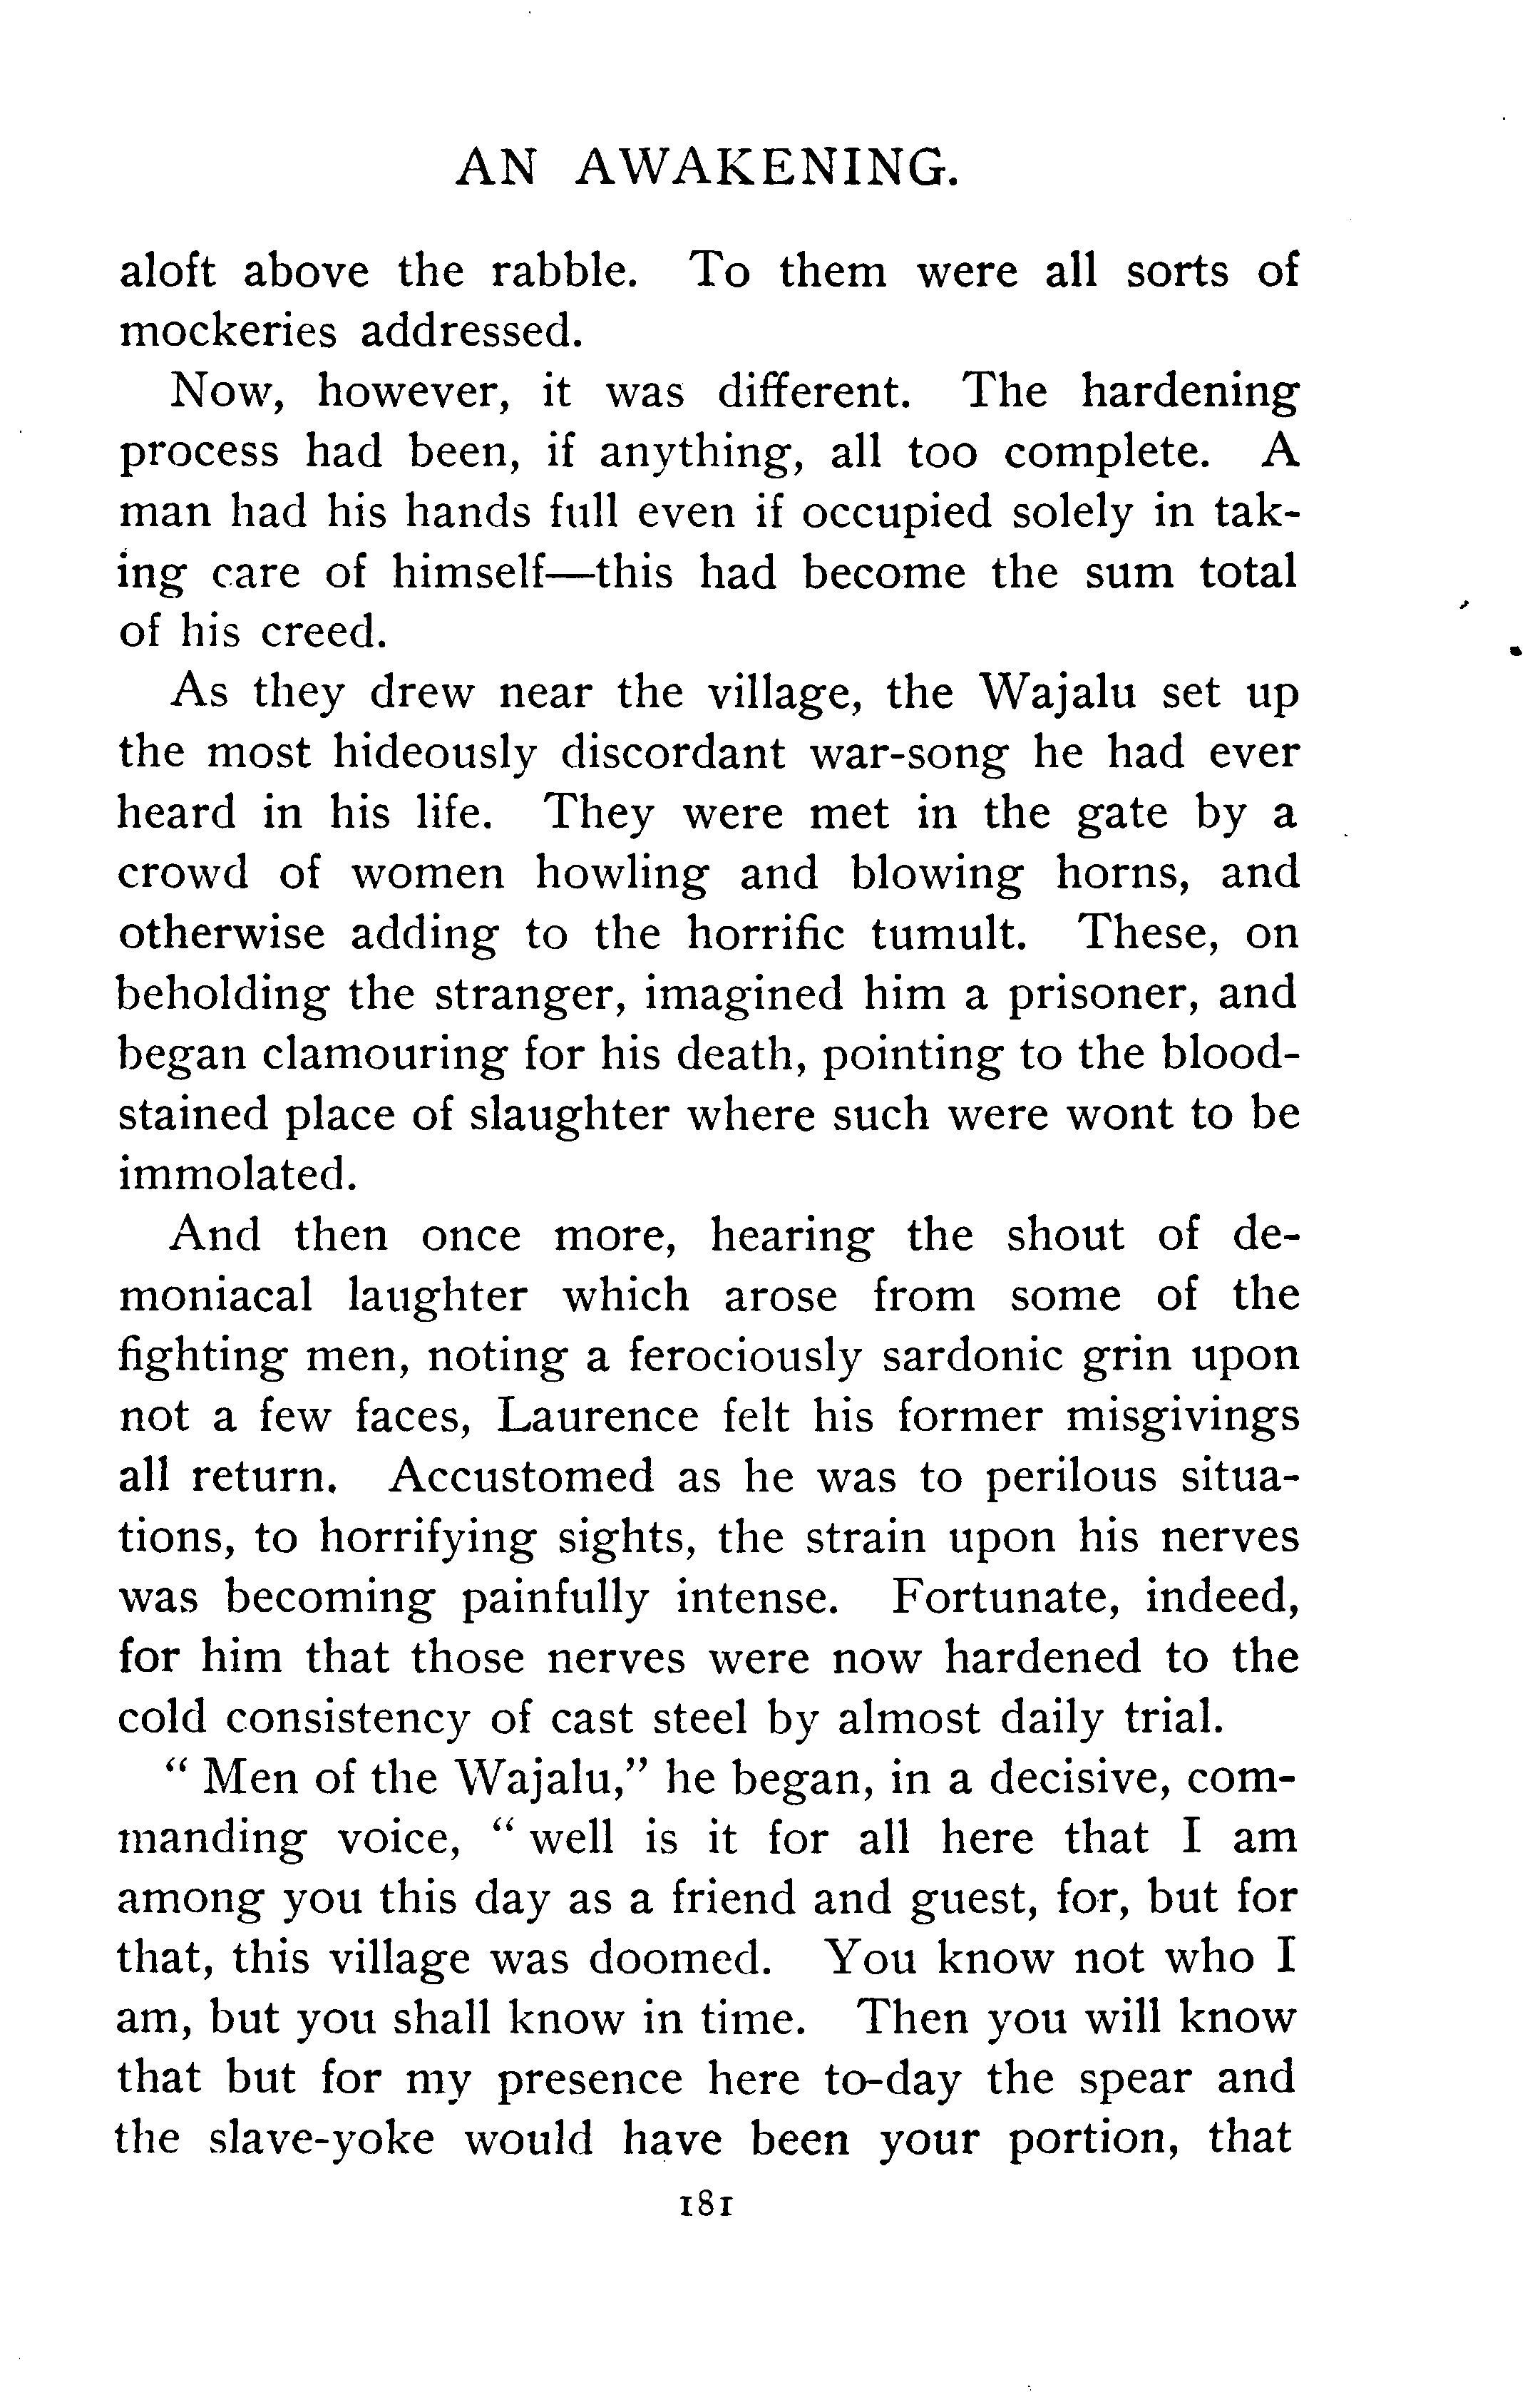 AN AWAKENING.
aloft above the rabble. To them were all sorts of
mockeries addressed.
Now, however, it was different. The hardening
process had been, if anything, all too complete. A
man had his hands full even if occupied solely in tak-
ing care of himself—this had become the sum total
of his creed.
As they drew near the village, the Wajalu set up
the most hideously discordant war-song he had ever
heard in his life. They were met in the gate by a
crowd of women howling and blowing horns, and
otherwise adding to the horrific tumult. These, on
beholding the stranger, imagined him a prisoner, and
began clamouring for his death, pointing to the blood-
stained place of slaughter where such were wont to be
immolated.
And then once more, hearing the shout of de-
moniacal laughter which arose from some of the
fighting men, noting a ferociously sardonic grin upon
not a few faces, Laurence felt his former misgivings
all return. Accustomed as he was to perilous situa-
tions, to horrifying sights, the strain upon his nerves
was becoming painfully intense. Fortunate, indeed,
for him that those nerves were now hardened to the
cold consistency of cast steel by almost daily trial.
“ Men of the Wajalu,” he began, in a decisive, com-
manding voice, “ well is it for all here that I am
among you this day as a friend and guest, for, but for
that, this village was doomed. You know not who I
am, but you shall know in time. Then you will know
that but for my presence here to-day the spear and
the slave-yoke would have been your portion, that
181